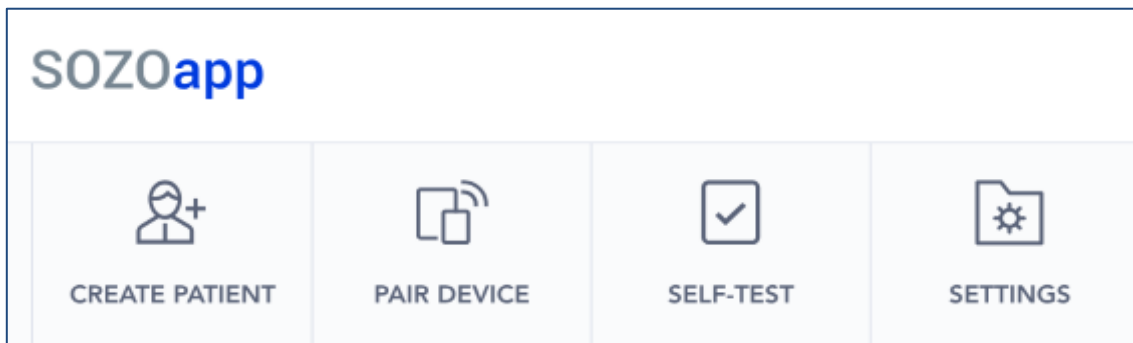 SOZOapp
CREATE PATIENT
PAIR DEVICE
SELF-TEST
SETTINGS